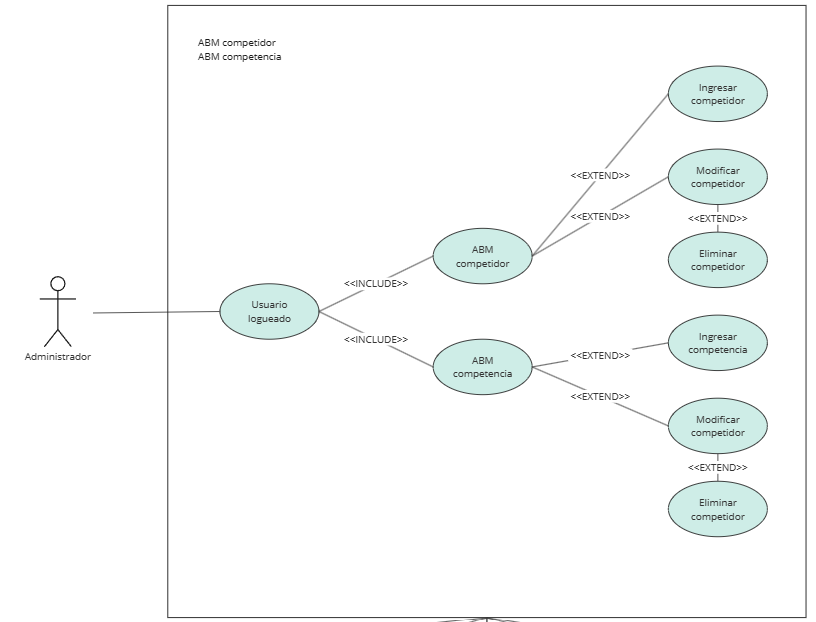 ABM competidor
ABM competencia
Ingresar
competidor
<<EXTEND>>
Modificar
competidor
<<EXTEND>>
<<EXTEND>>
ABM
competidor
Eliminar
competidor
<<INCLUDE>>
Usuario
logueado
Administrador
<<INCLUDE>>
Ingresar
competencia
<<EXTEND>>
ABM
competencia
<<EXTEND>>
Modificar
competidor
<<EXTEND>>
Eliminar
competidor